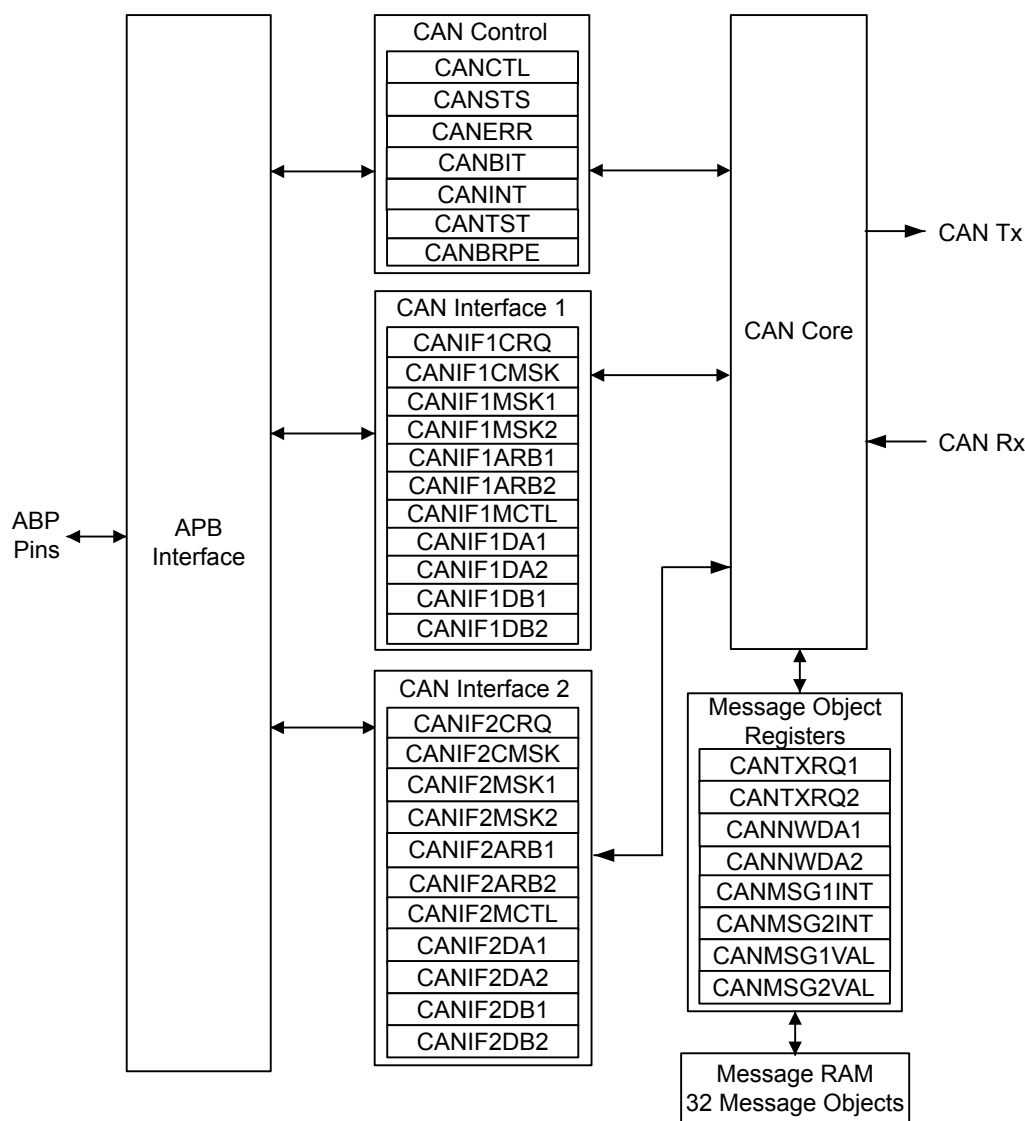 ABP
Pins
APB
Interface
CAN Control
CANCTL
CANSTS
CANERR
CANBIT
CANINT
CANTST
CANBRPE
CAN Interface 1
CANIF1CRQ
CANIF1CMSK
CANIF1MSK1
CANIF1MSK2
CANIF1ARB1
CANIF1ARB2
CANIF1MCTL
CANIF1DA1
CANIF1DA2
CANIF1DB1
CANIF1DB2
CAN Interface 2
CANIF2CRQ
CANIF2CMSK
CANIF2MSK1
CANIF2MSK2
CANIF2ARB1
CANIF2ARB2
CANIF2MCTL
CANIF2DA1
CANIF2DA2
CANIF2DB1
CANIF2DB2
CAN Core
CAN Tx
CAN Rx
Message Object
Registers
CANTXRQ1
CANTXRQ2
CANNWDA1
CANNWDA2
CANMSG1INT
CANMSG2INT
CANMSG1VAL
CANMSG2VAL
Message RAM
32 Message Objects